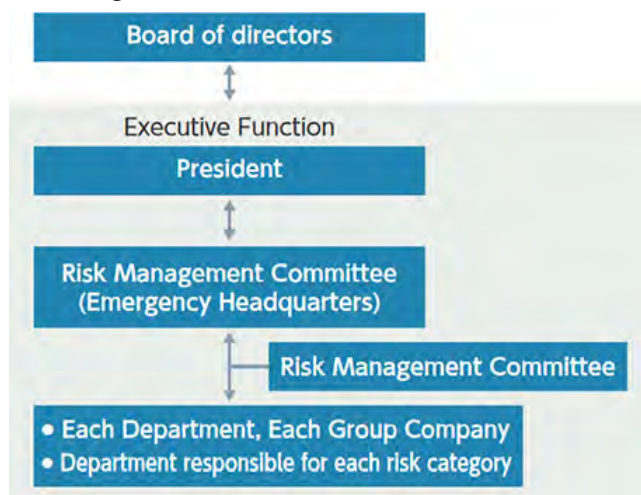 Board of directors
Executive Function
President
Risk Management Committee
(Emergency Headquarters)
Risk Management Committee
• Each Department, Each Group Company
• Department responsible for each risk category